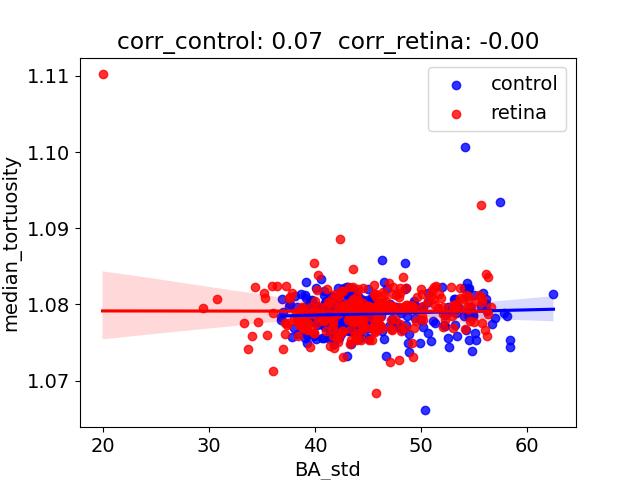 corr_control: 0.07  corr_retina: -0.00
control
retina
1.11
1.10
1.09
1.08
1.07
median_tortuosity
20 30 40 50 60
BA_std